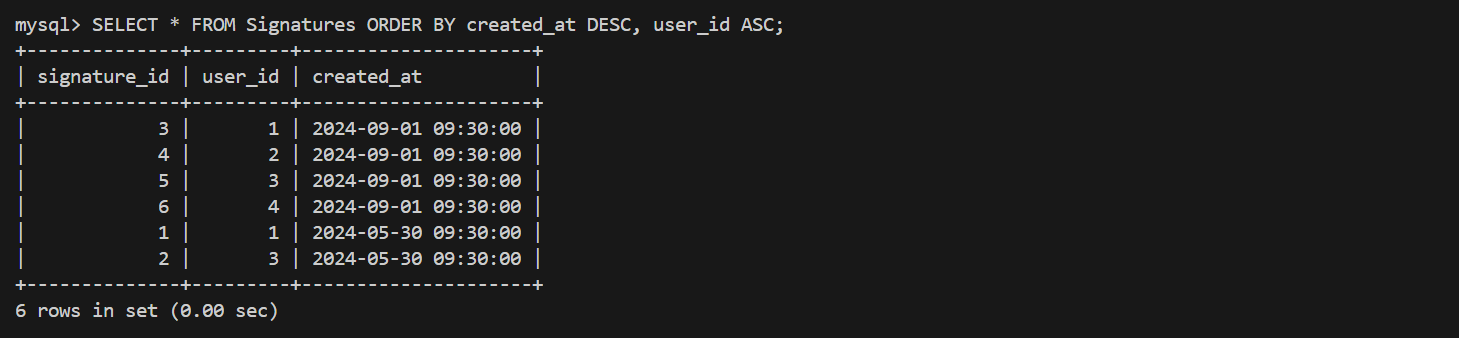 mysql> SELECT * FROM Signatures ORDER BY created_at DESC, user_id ASC;
+--------------+---------+---------------------+
| signature_id | user_id | created_at          |
+--------------+---------+---------------------+
|            3 |       1 | 2024-09-01 09:30:00 |
|            4 |       2 | 2024-09-01 09:30:00 |
|            5 |       3 | 2024-09-01 09:30:00 |
|            6 |       4 | 2024-09-01 09:30:00 |
|            1 |       1 | 2024-05-30 09:30:00 |
|            2 |       3 | 2024-05-30 09:30:00 |
+--------------+---------+---------------------+
6 rows in set (0.00 sec)